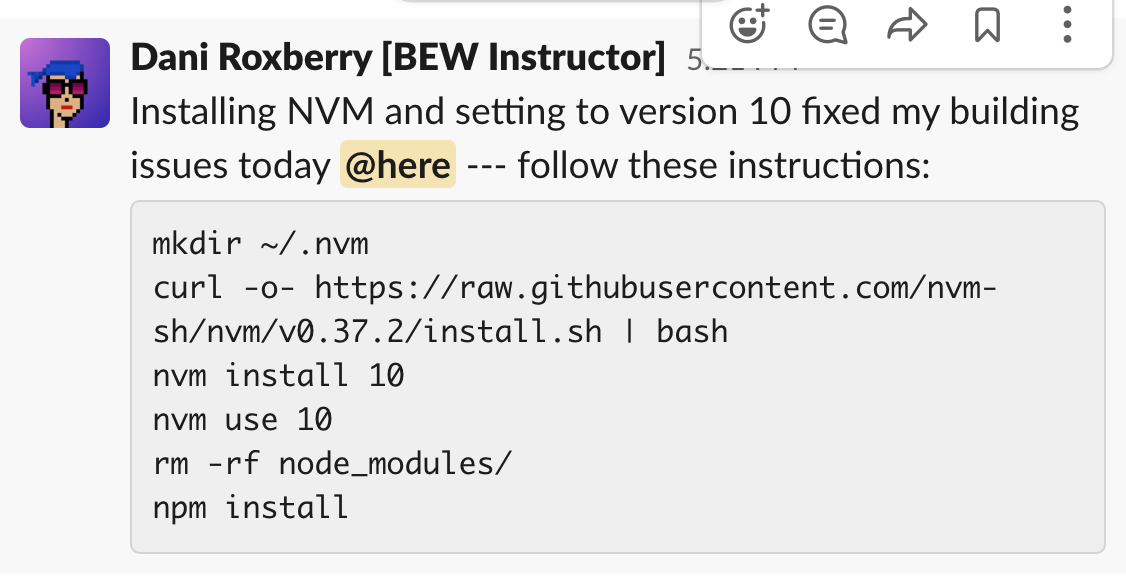 Dani Roxberry [BEW Instructor]
Installing NVM and setting to version 10 fixed my building
issues today @here --- follow these instructions:
mkdir ~/.nvm
curl -o- https://raw.githubusercontent.com/nvm-
sh/nvm/v0.37.2/install.sh | bash
nvm install 10
nvm use 10
rm -rf node_modules/
npm install